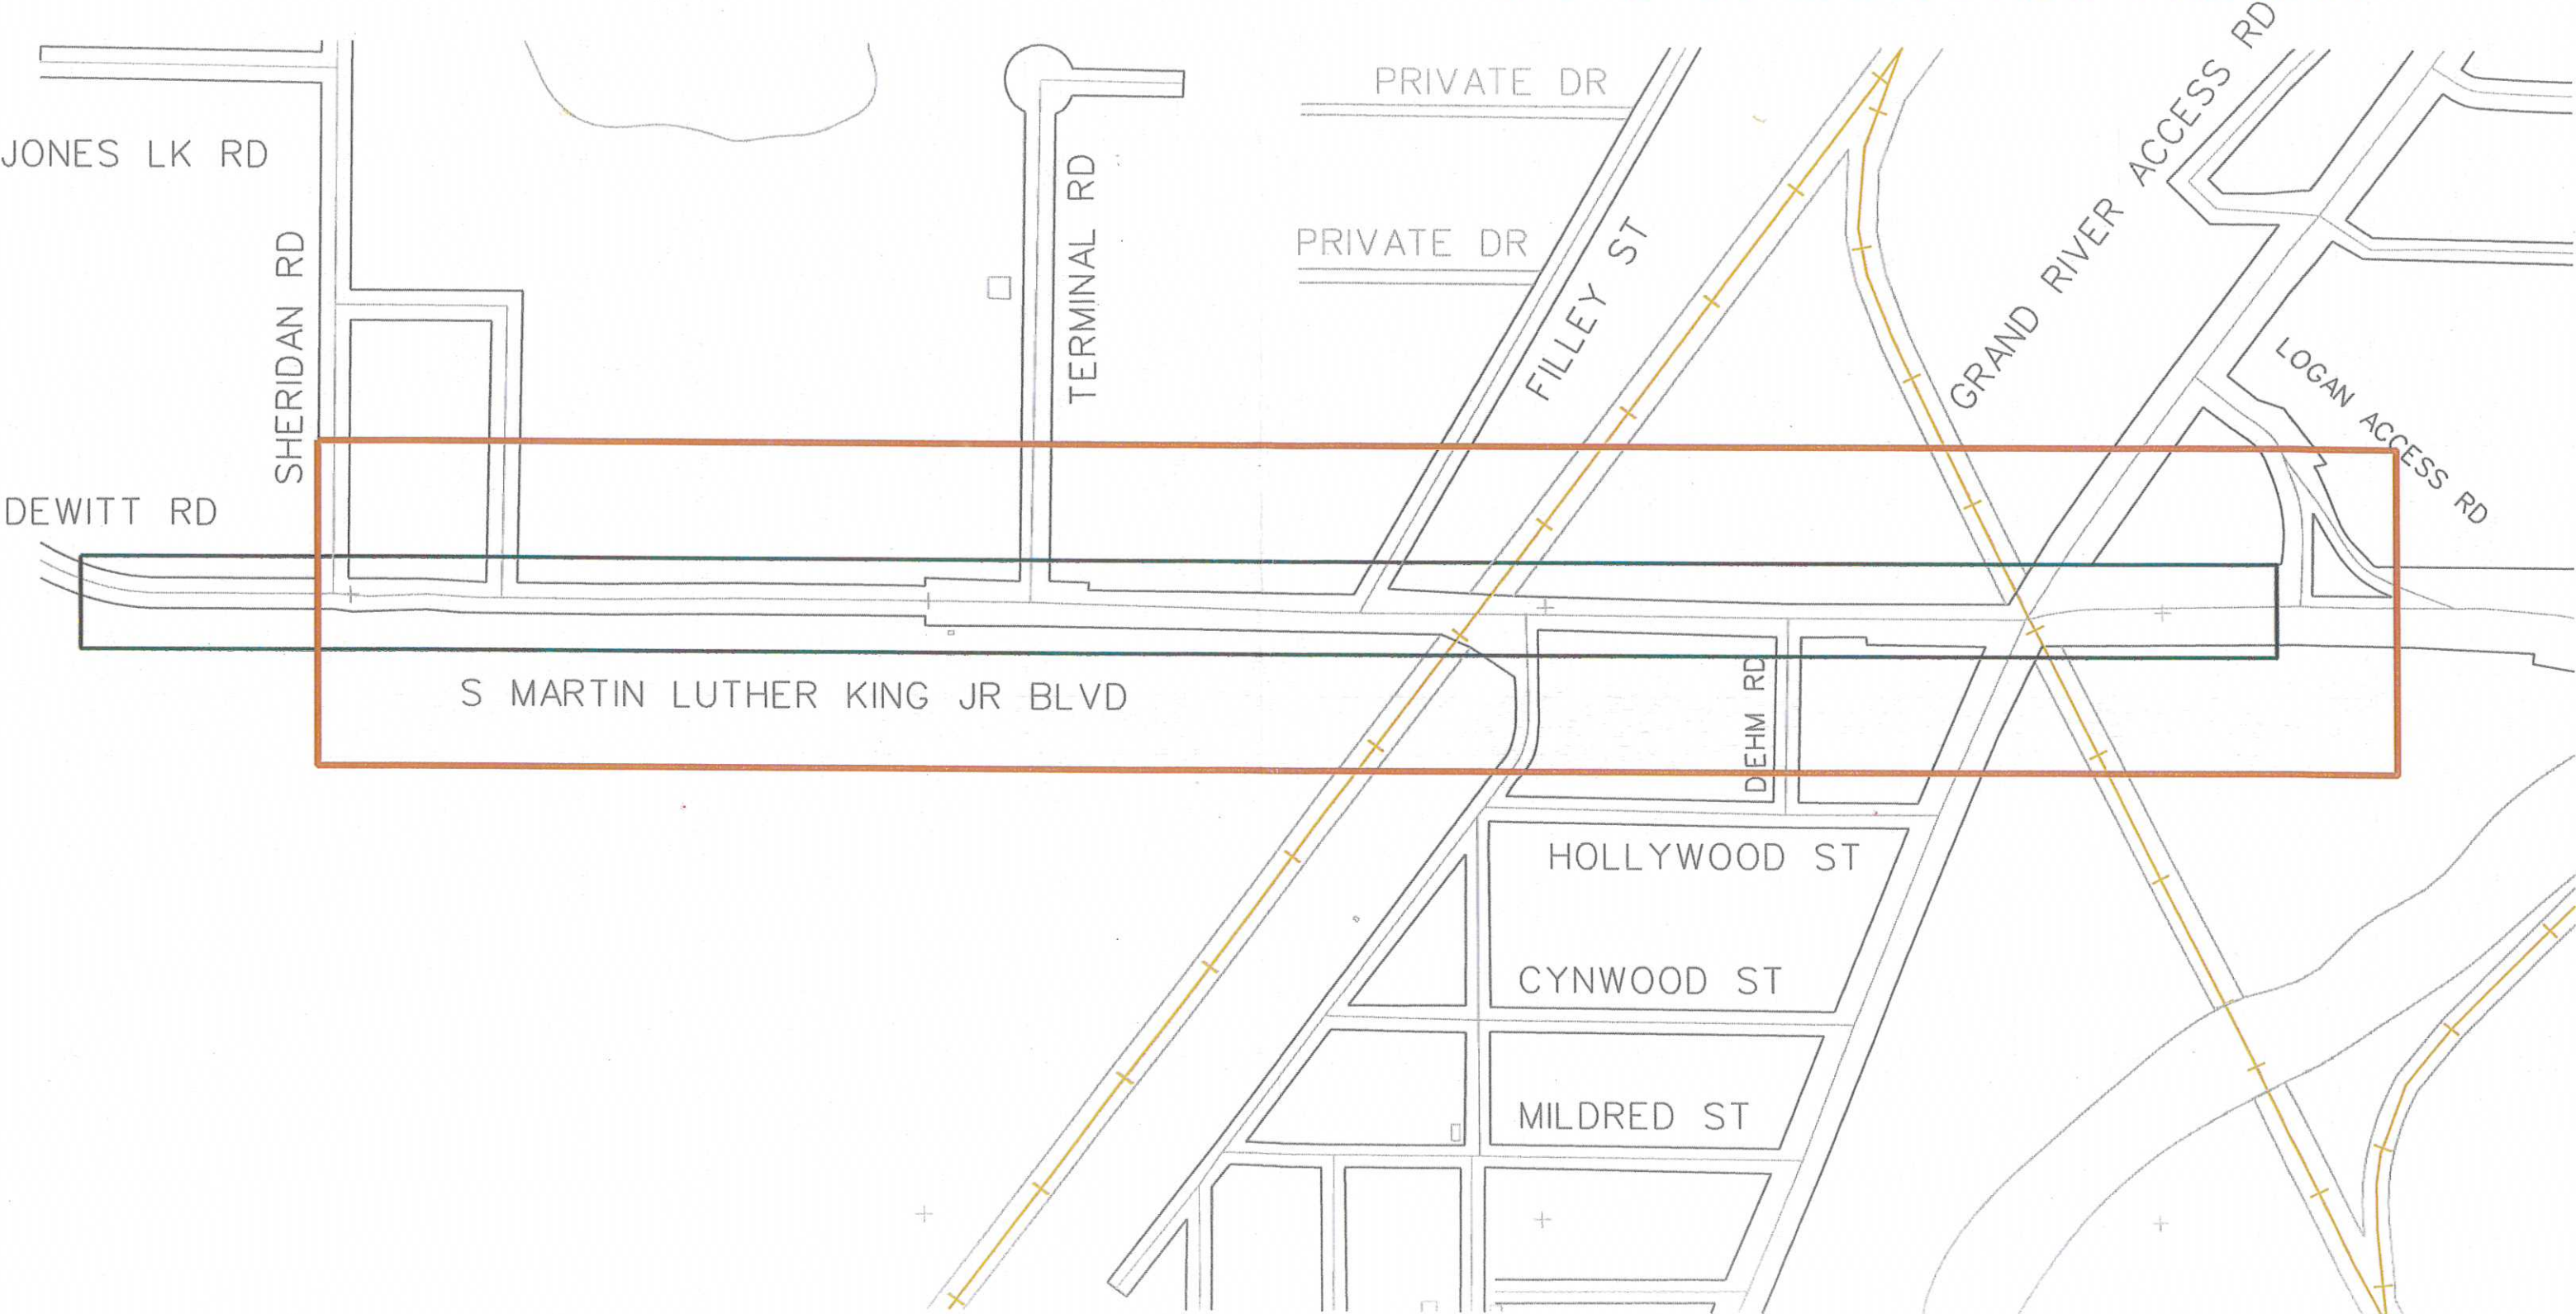 PRIVATE DR
JONES LK RD
TERMINAL RD
GRAND RIVER ACCESS RD
SHERIDAN RD
PRIVATE DR
FILLEY ST
LOGAN ACCESS RD
DEWITT RD
S MARTIN LUTHER KING JR BLVD
DEHM RD
HOLLYWOOD ST
CYNWOOD ST
MILDRED ST